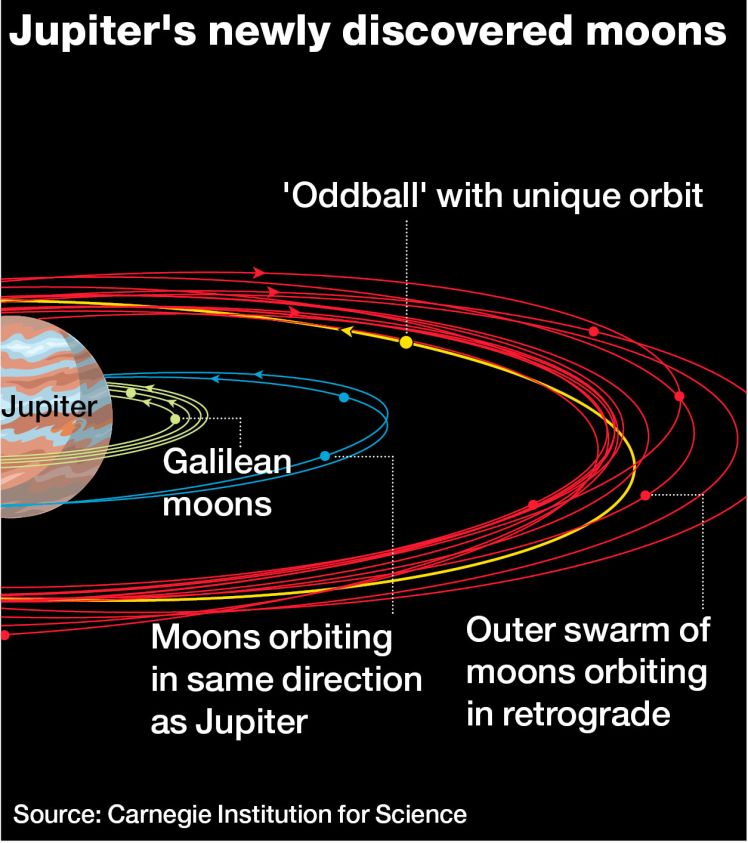 Jupiter's newly discovered moons
'Oddball' with unique orbit
Jupiter
Galilean
moons
Moons orbiting
in same direction
as Jupiter
Outer swarm of
moons orbiting
in retrograde
Source: Carnegie Institution for Science